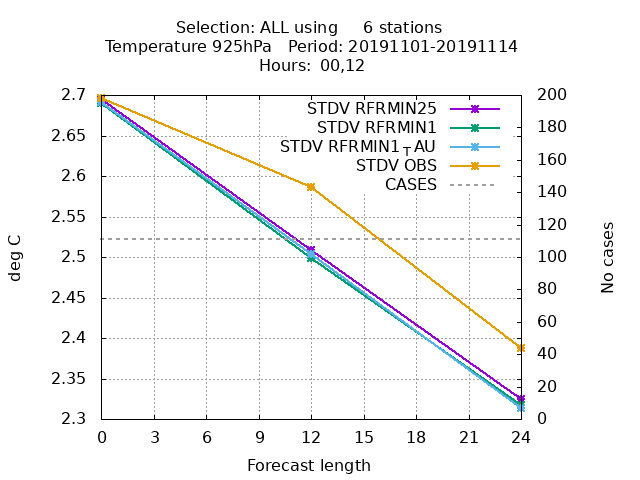 Selection: ALL using     6 stations
Temperature 925hPa   Period: 20191101-20191114
Hours: 00,12
STDV RFRMIN25
STDV RFRMIN1
STDV RFRMIN1┬AU
STDV OBS
CASES
2.7
2.65
2.6
2.55
2.5
2.45
2.4
2.35
2.3
deg C
200
180
160
140
120
100
80
60
40
20
0
No cases
0 3 6 9 12 15 18 21 24
Forecast length